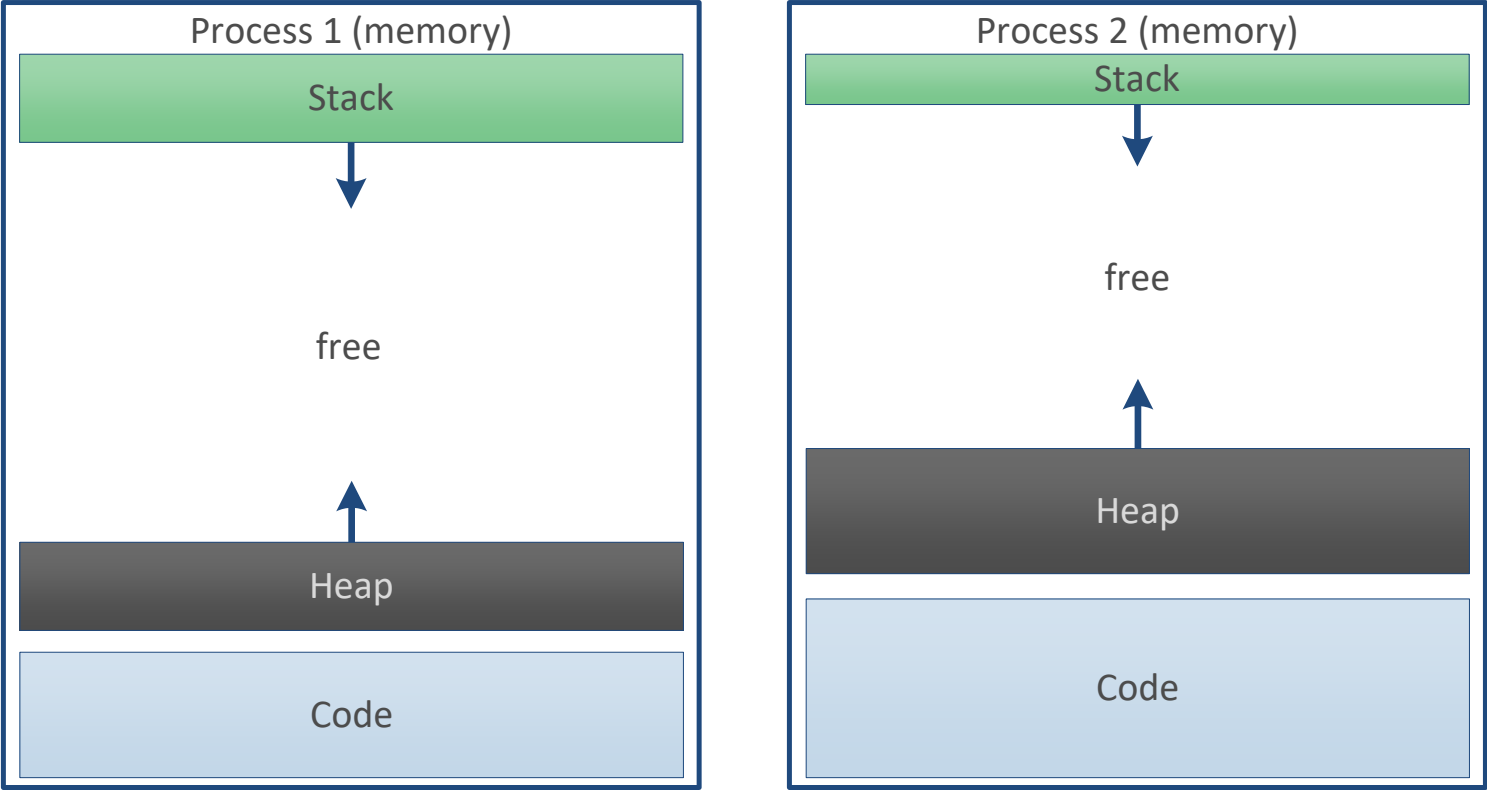 Process 1 (memory)
Stack
free
Heap
Code
Process 2 (memory)
Stack
free
Heap
Code